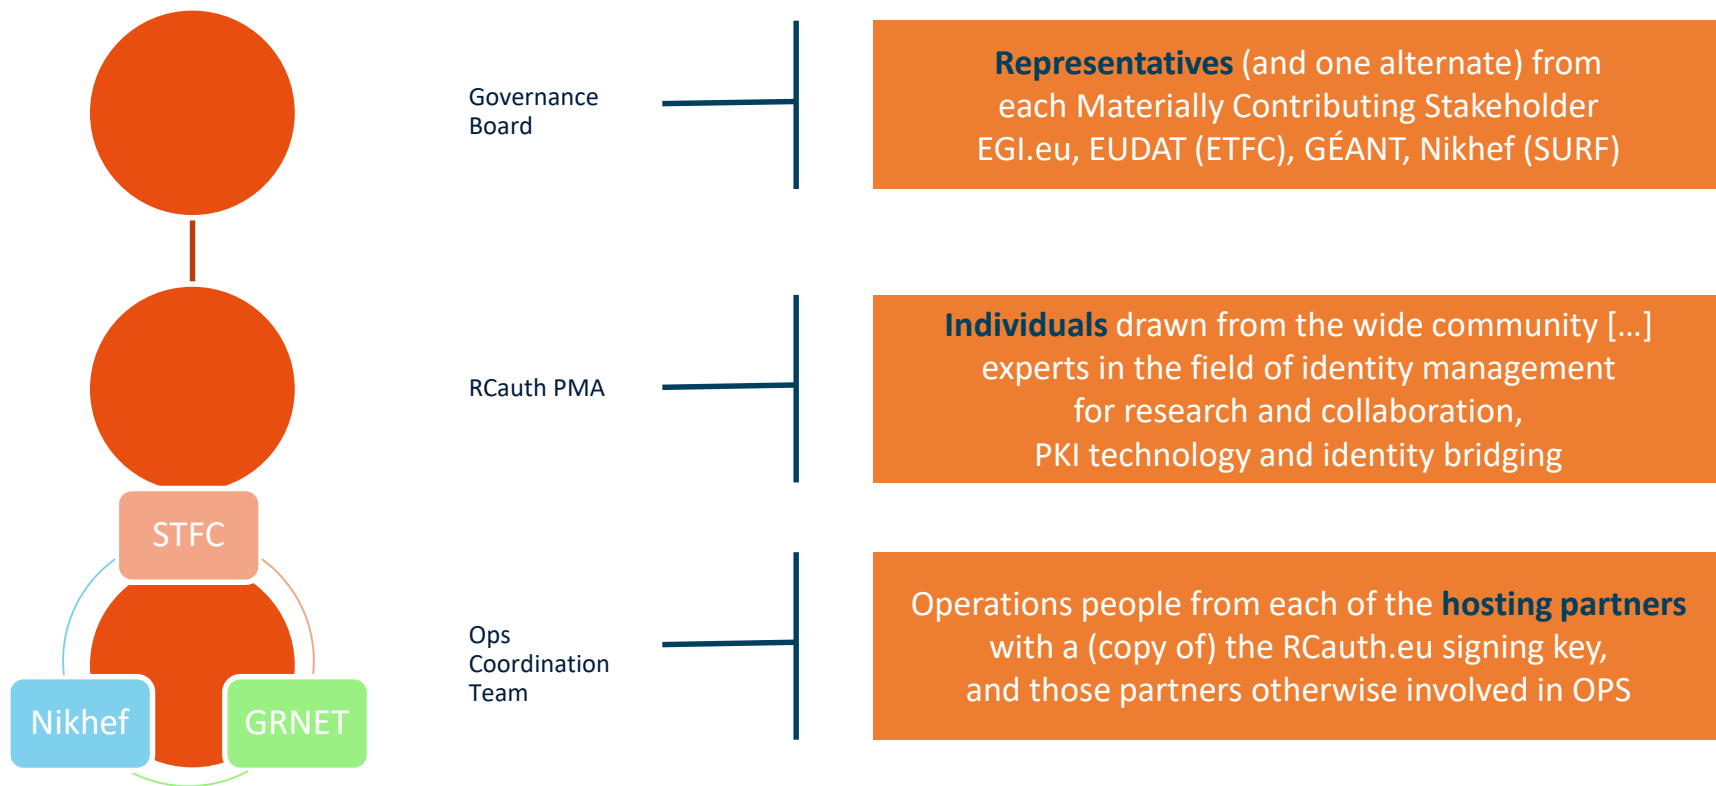 Governance
Board
Representatives (and one alternate) from
each Materially Contributing Stakeholder
EGI.eu, EUDAT (ETFC), GÉANT, Nikhef (SURF)
RCauth PMA
Individuals drawn from the wide community […]
experts in the field of identity management
for research and collaboration,
PKI technology and identity bridging
STFC
Nikhef
GRNET
Ops
Coordination
Team
Operations people from each of the hosting partners
with a (copy of) the RCauth.eu signing key,
and those partners otherwise involved in OPS